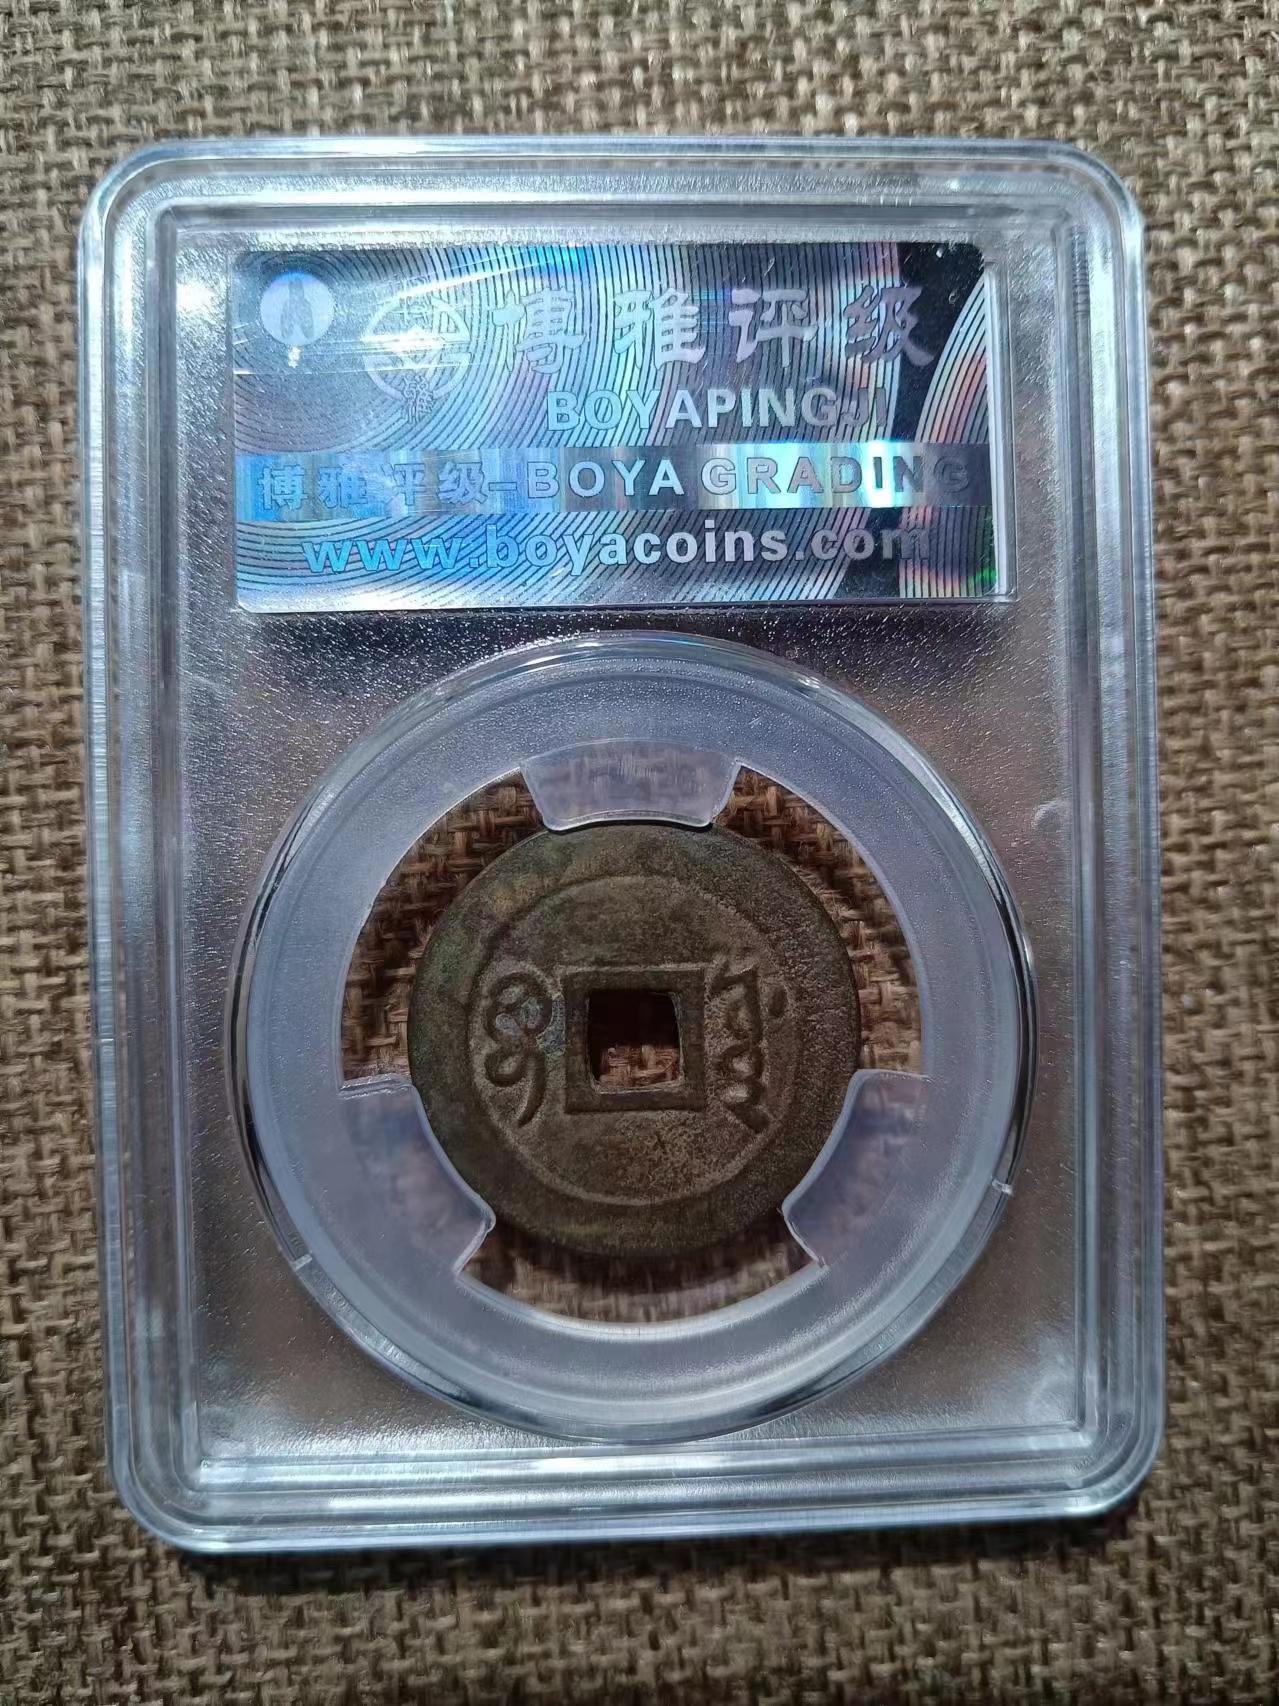 博雅评级
BOYAPINGJI
博雅评级-BOYA GRADING
www.boyacoins.com